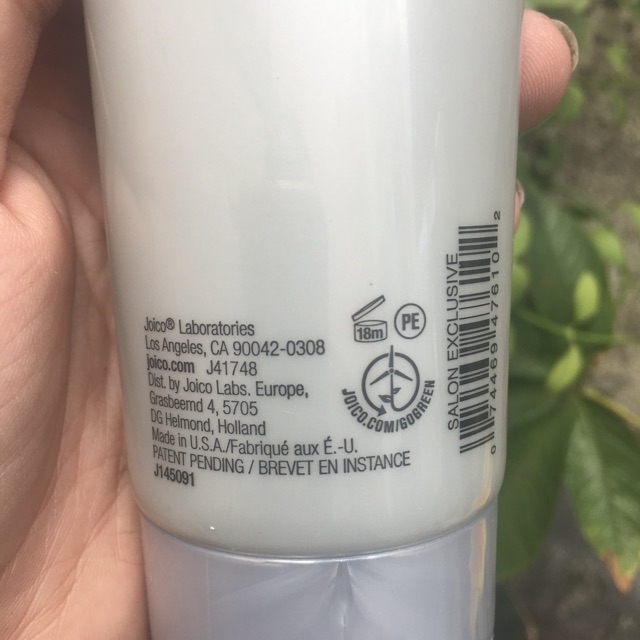 Joico® Laboratories
Los Angeles, CA 90042-0308
joico.com J41748
Dist. by Joico Labs. Europe,
Grasbeemd 4, 5705
DG Helmond, Holland
Made in U.S.A./Fabriqué aux É.-U.
PATENT PENDING / BREVET EN INSTANCE
J145091
18m
PE
JOICO.COM/GOGREEN
SALON EXCLUSIVE
0 74469 47610 2